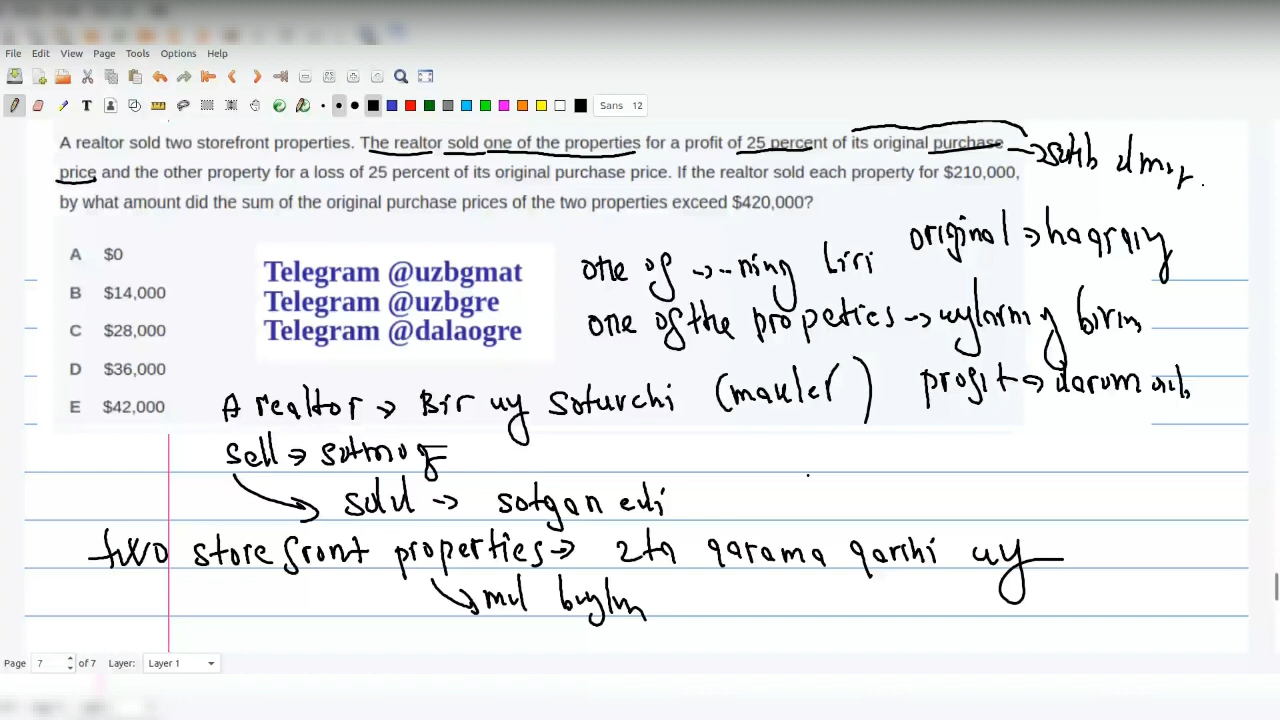 File Edit View Page Tools Options Help
Sans 12
A realtor sold two storefront properties. The realtor sold one of the properties for a profit of 25 percent of its original purchase
price and the other property for a loss of 25 percent of its original purchase price. If the realtor sold each property for $210,000,
by what amount did the sum of the original purchase prices of the two properties exceed $420,000?
A $0
B $14,000
C $28,000
D $36,000
E $42,000
Telegram @uzbgmat
Telegram @uzbgre
Telegram @dalaogre
original → haqiqiy
one of → -ning biri
one of the propeties → uylarning birin
profit →
A realtor → Bir uy soturchi (makler)
sell → sotmoq
sold → sotgan edi
two storefront properties → 2ta qarama qarshi uy
Page 7 of 7 Layer: Layer 1